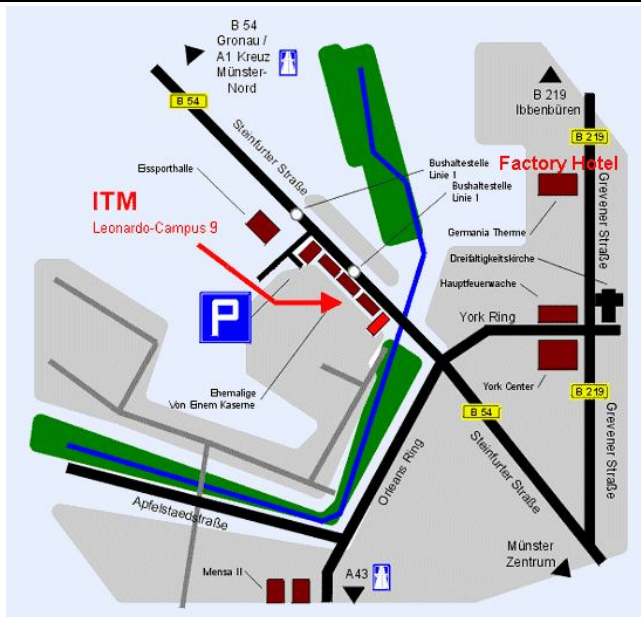 B 54
Gronau /
A1 Kreuz
Münster-
Nord
B 54
Steinfurter Straße
B 219
Ibbenbüren
B 219
Factory Hotel
Grevener Straße
Bushaltestelle
Linie 1
Bushaltestelle
Linie 1
Eissporthalle
ITM
Leonardo-Campus 9
Germania Therme
Dreifaltigkeitskirche
Hauptfeuerwache
York Ring
P
Ehemalige
Von Einem Kaserne
York Center
B 219
B 54
Grevener Straße
Steinfurter Straße
Orleans Ring
Apfelstaedstraße
Münster
Zentrum
Mensa II
A43